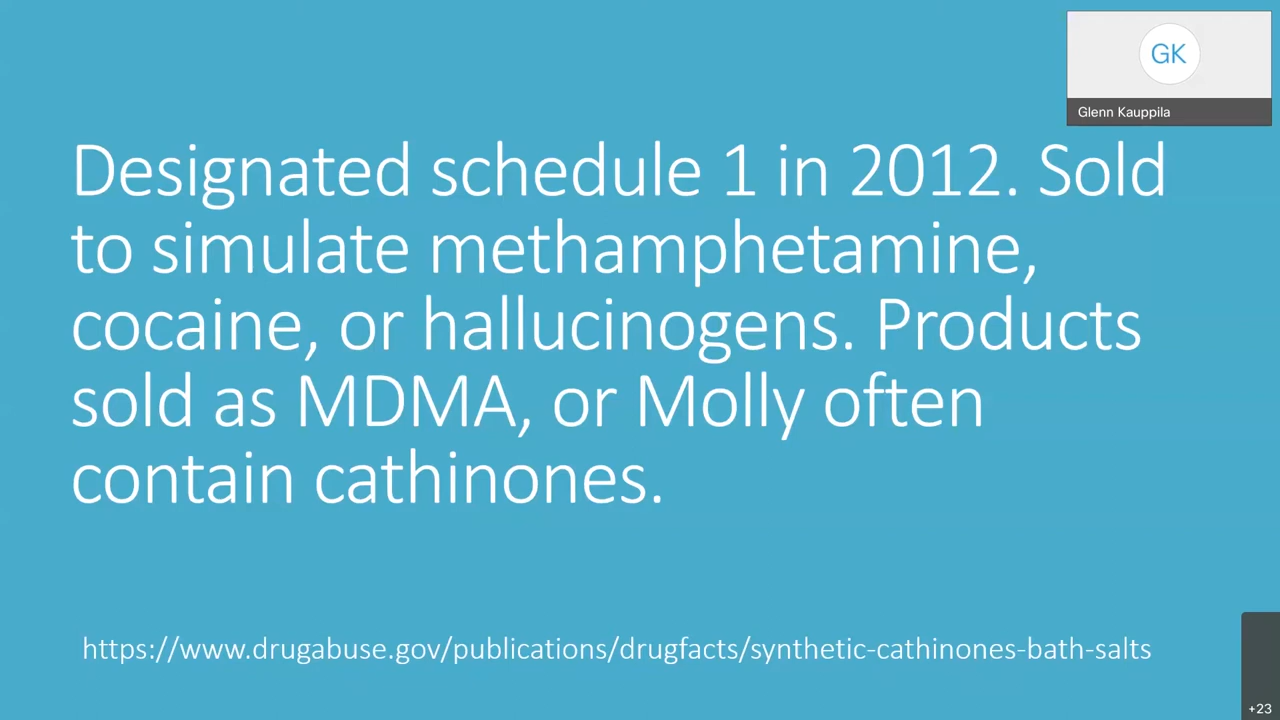 GK
Glenn Kauppila
Designated schedule 1 in 2012. Sold
to simulate methamphetamine,
cocaine, or hallucinogens. Products
sold as MDMA, or Molly often
contain cathinones.
https://www.drugabuse.gov/publications/drugfacts/synthetic-cathinones-bath-salts
+23